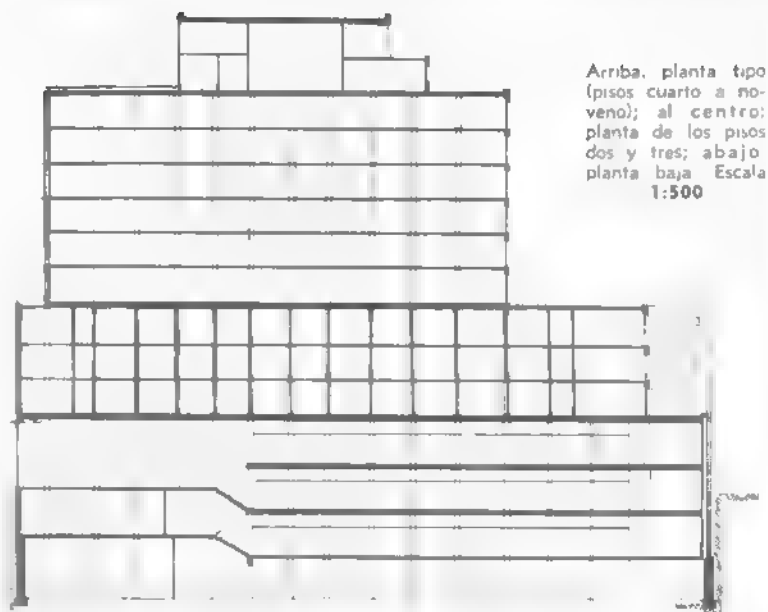 Arriba, planta tipo
(pisos cuarto a no-
veno); al centro:
planta de los pisos
dos y tres; abajo
planta baja Escala
1:500